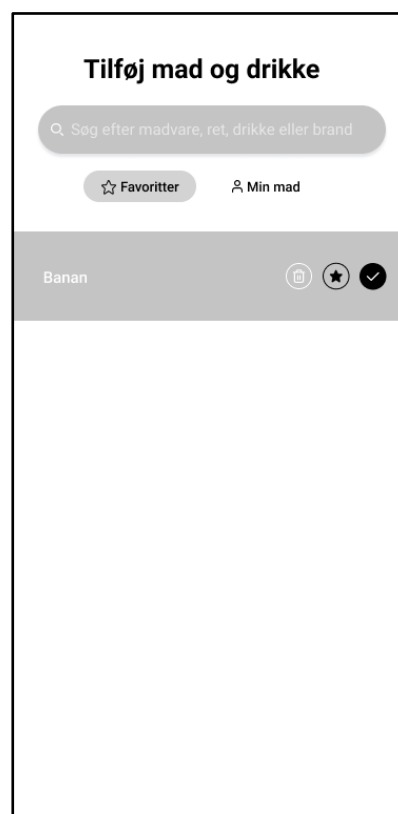 Tilføj mad og drikke
Søg efter madvare, ret, drikke eller brand
Favoritter Min mad
Banan